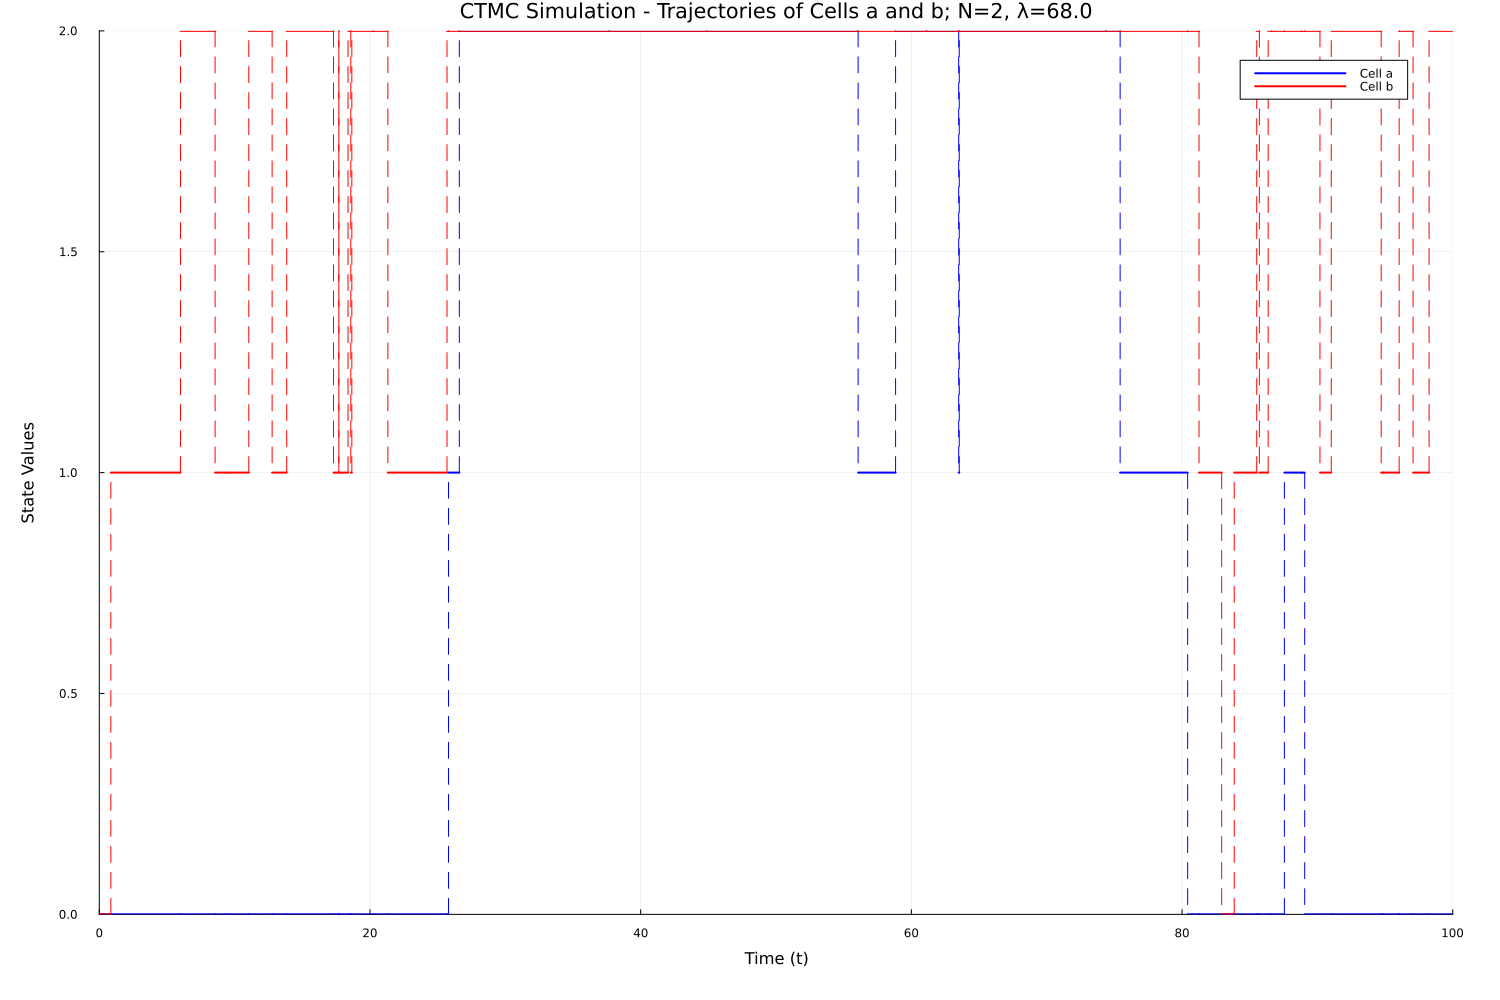 CTMC Simulation - Trajectories of Cells a and b; N=2, λ=68.0
2.0
Cell a
Cell b
1.5
1.0
State Values
0.5
0.0
0 20 40 60 80 100
Time (t)